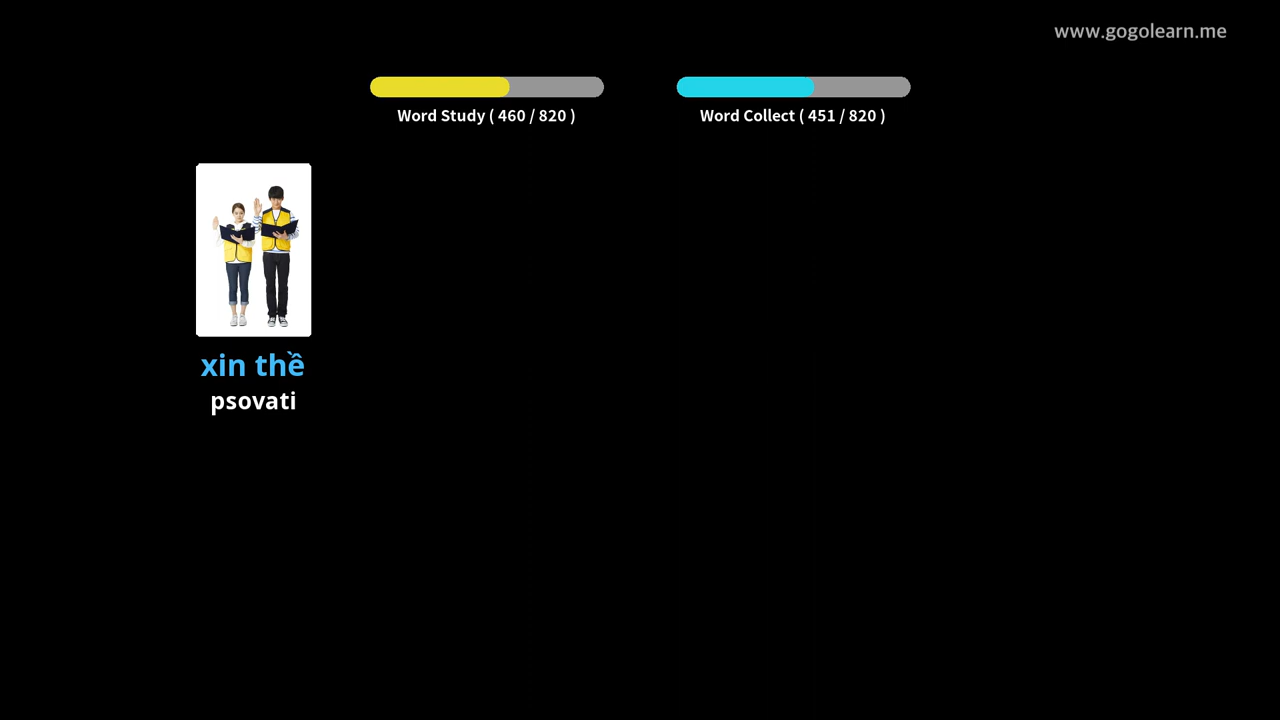 www.gogolearn.me
Word Study ( 460 / 820 )
Word Collect ( 451 / 820 )
xin thề
psovati